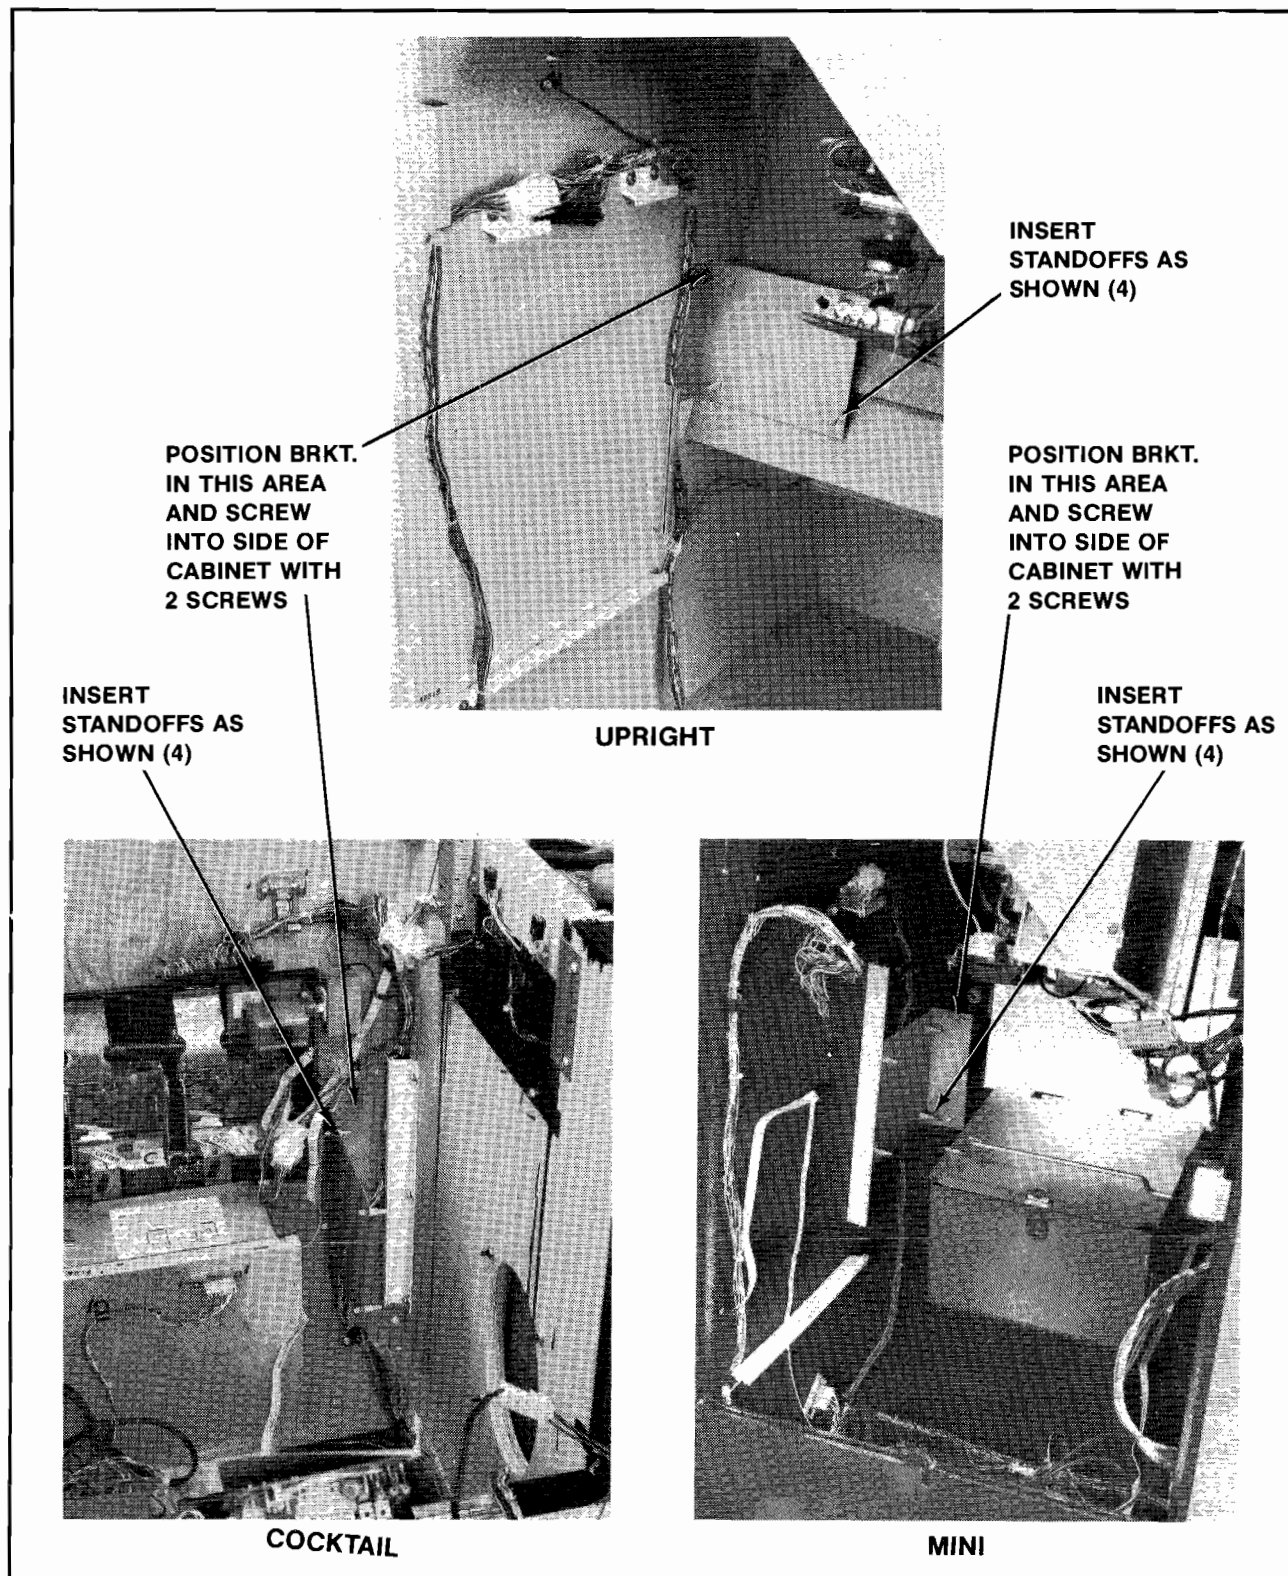 INSERT
STANDOFFS AS
SHOWN (4)
POSITION BRKT.
IN THIS AREA
AND SCREW
INTO SIDE OF
CABINET WITH
2 SCREWS
POSITION BRKT.
IN THIS AREA
AND SCREW
INTO SIDE OF
CABINET WITH
2 SCREWS
INSERT
STANDOFFS AS
SHOWN (4)
UPRIGHT
INSERT
STANDOFFS AS
SHOWN (4)
COCKTAIL
MINI